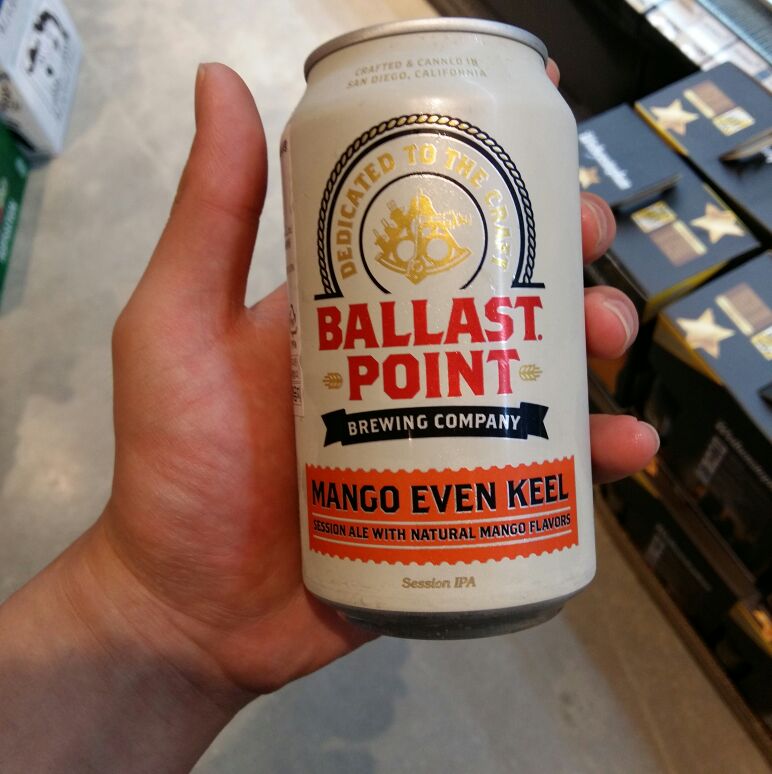 CRAFTED & CANNED IN
SAN DIEGO, CALIFORNIA
DEDICATED TO THE CRAFT
BALLAST
POINT
BREWING COMPANY
MANGO EVEN KEEL
SESSION ALE WITH NATURAL MANGO FLAVORS
Session IPA